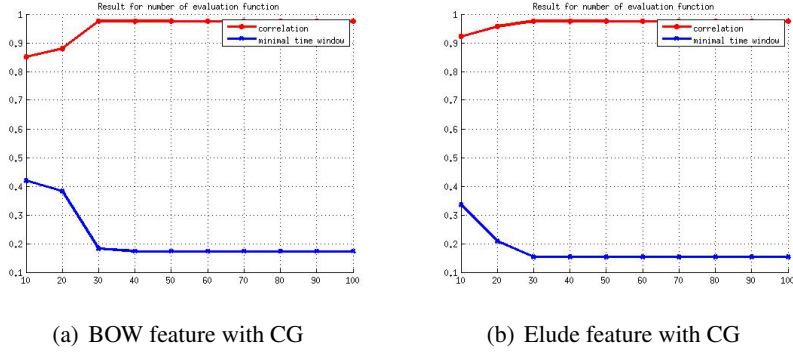 Result for number of evaluation function
1
correlation
minimal time window
0.9
0.8
0.7
0.6
0.5
0.4
0.3
0.2
0.1
10 20 30 40 50 60 70 80 90 100
(a) BOW feature with CG
Result for number of evaluation function
1
correlation
minimal time window
0.9
0.8
0.7
0.6
0.5
0.4
0.3
0.2
0.1
10 20 30 40 50 60 70 80 90 100
(b) Elude feature with CG